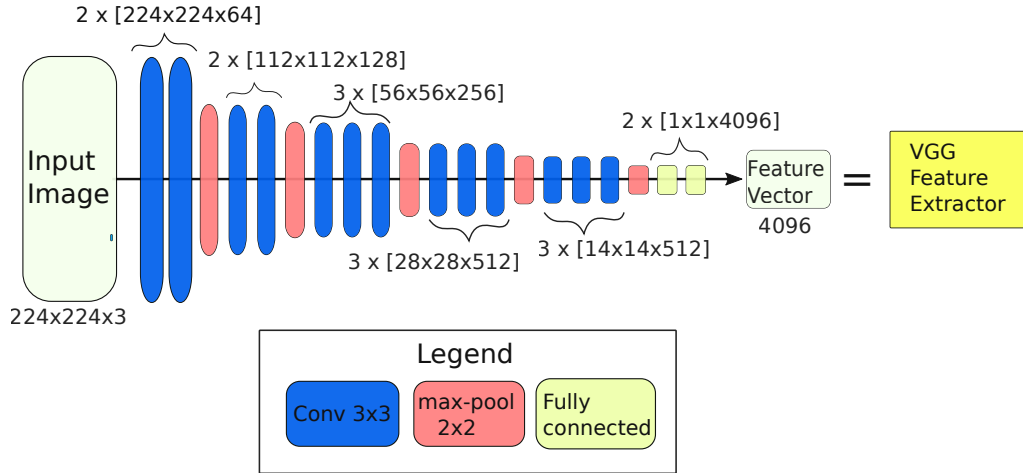 2 x [224x224x64]
2 x [112x112x128]
3 x [56x56x256]
2 x [1x1x4096]
Input
Image
Feature
Vector
=
VGG
Feature
Extractor
4096
3 x [28x28x512]
3 x [14x14x512]
224x224x3
Legend
Conv 3x3
max-pool
2x2
Fully
connected